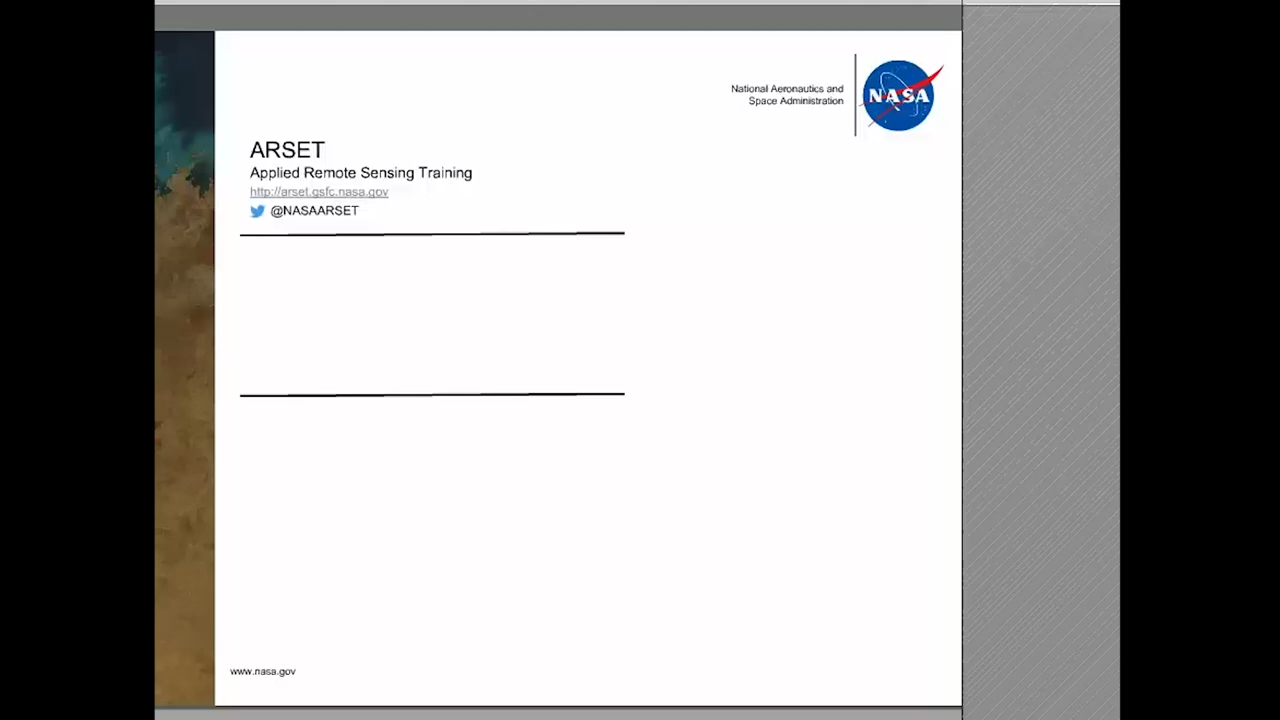 National Aeronautics and
Space Administration
NASA
ARSET
Applied Remote Sensing Training
http://arset.gsfc.nasa.gov
@NASAARSET
www.nasa.gov